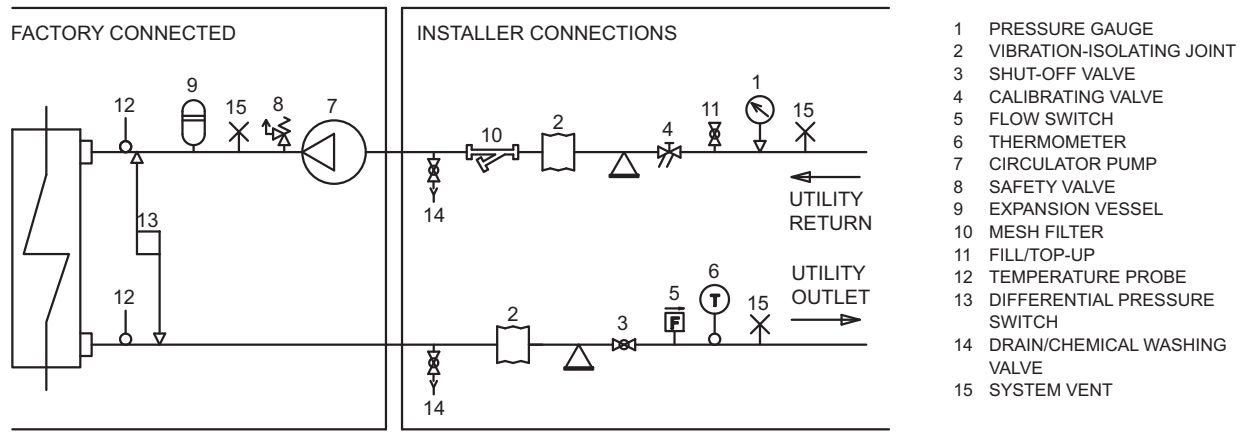 FACTORY CONNECTED
INSTALLER CONNECTIONS
9
12
15
8
7
10
2
4
11
1
15
13
14
UTILITY
RETURN
12
2
3
5
F
6
T
15
UTILITY
OUTLET
14
1 PRESSURE GAUGE
2 VIBRATION-ISOLATING JOINT
3 SHUT-OFF VALVE
4 CALIBRATING VALVE
5 FLOW SWITCH
6 THERMOMETER
7 CIRCULATOR PUMP
8 SAFETY VALVE
9 EXPANSION VESSEL
10 MESH FILTER
11 FILL/TOP-UP
12 TEMPERATURE PROBE
13 DIFFERENTIAL PRESSURE
SWITCH
14 DRAIN/CHEMICAL WASHING
VALVE
15 SYSTEM VENT